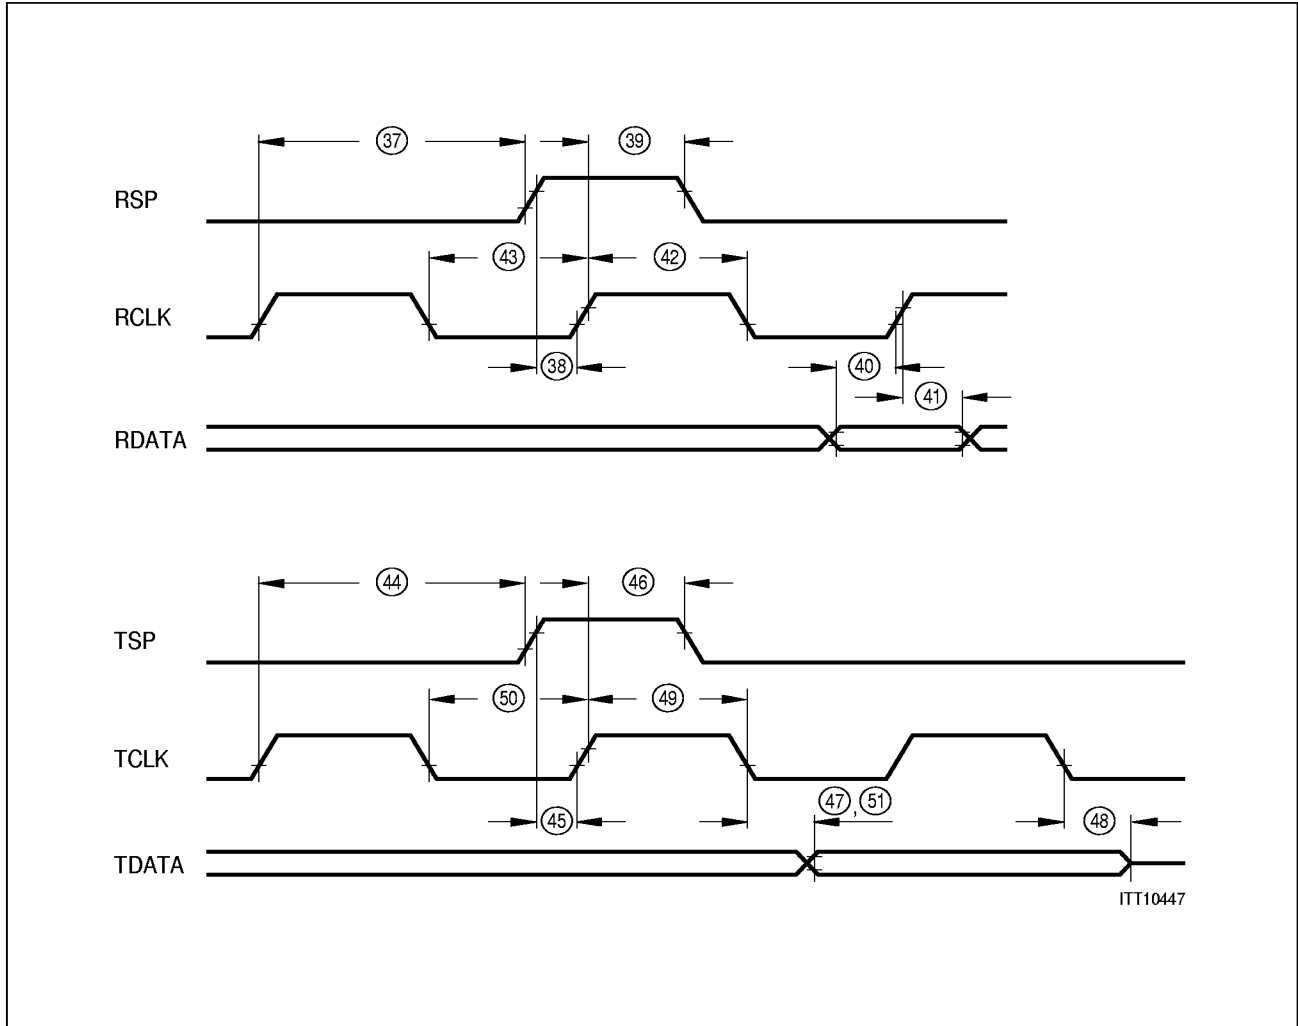 37 39
RSP
43 42
RCLK
38 40
41
RDATA
44 46
TSP
50 49
TCLK
47 , 51
45 48
TDATA
ITT10447